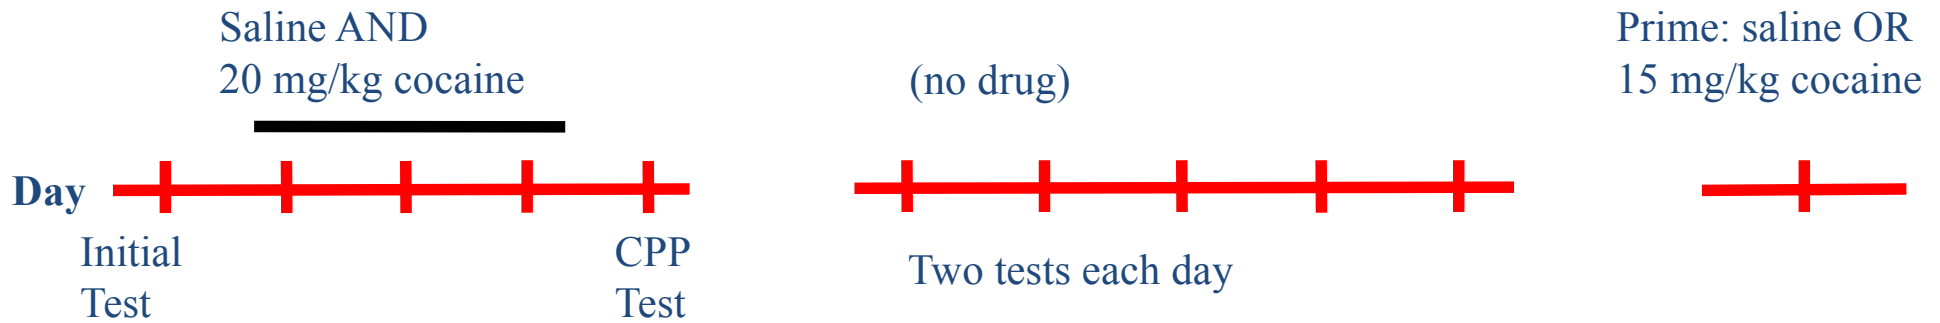 Saline AND
20 mg/kg cocaine
(no drug)
Prime: saline OR
15 mg/kg cocaine
Day
Initial
Test
CPP
Test
Two tests each day